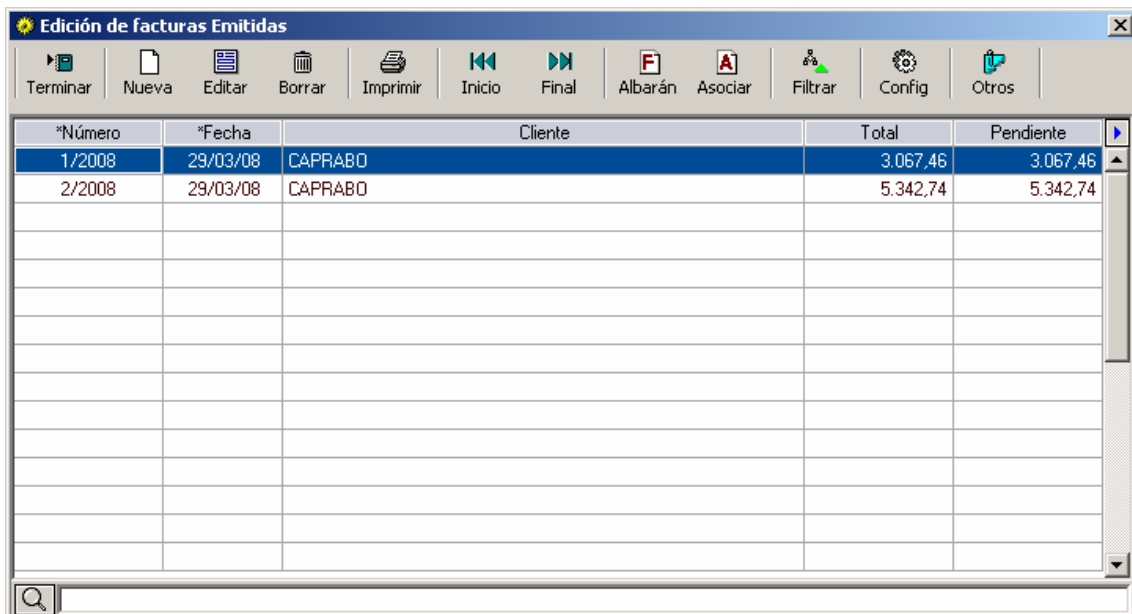 Edición de facturas Emitidas
Terminar Nueva Editar Borrar Imprimir Inicio Final Albarán Asociar Filtrar Config Otros
*Número *Fecha Cliente Total Pendiente
1/2008 29/03/08 CAPRABO 3.067,46 3.067,46
2/2008 29/03/08 CAPRABO 5.342,74 5.342,74